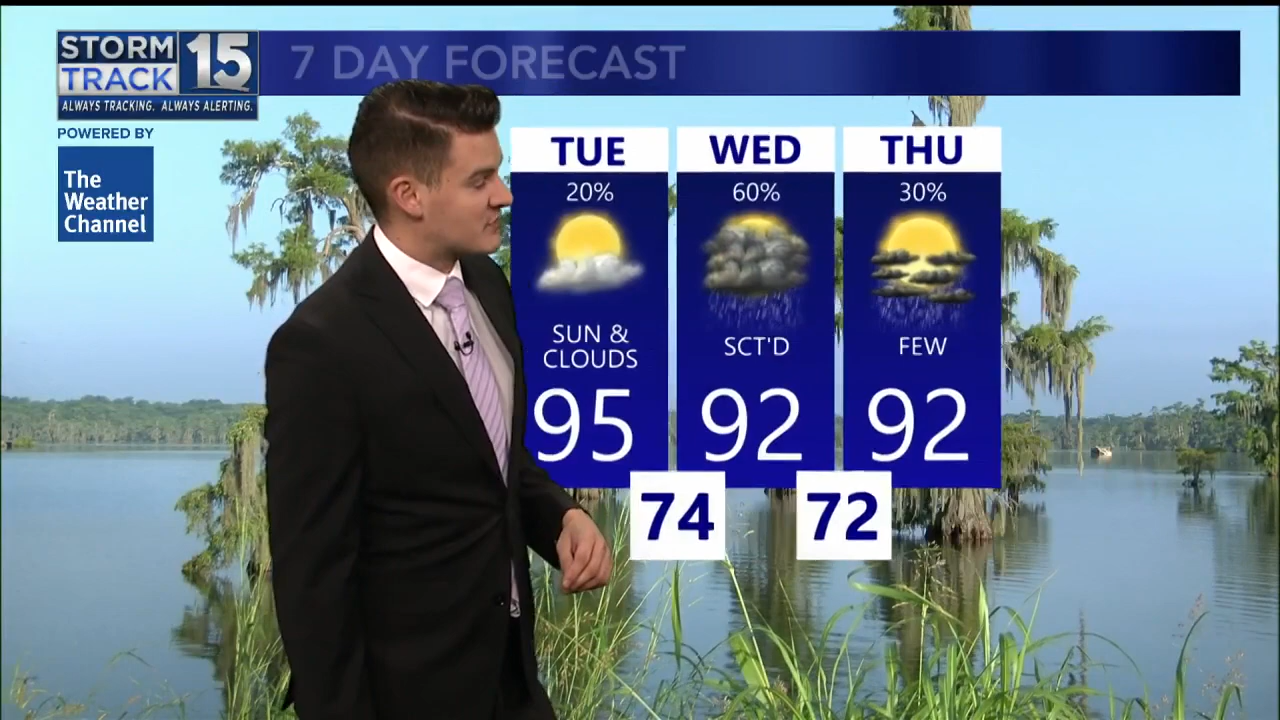 STORM
TRACK
15
ALWAYS TRACKING. ALWAYS ALERTING.
7 DAY FORECAST
POWERED BY
The
Weather
Channel
TUE
20%
SUN &
CLOUDS
95
WED
60%
SCT'D
92
THU
30%
FEW
92
74
72